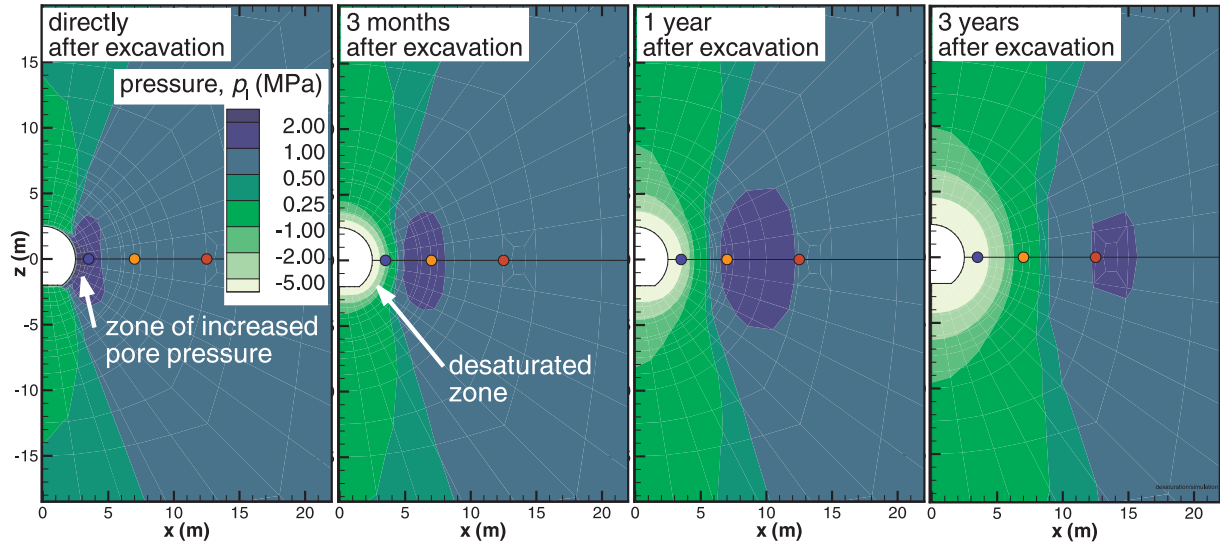 directly
after excavation
3 months
after excavation
1 year
after excavation
3 years
after excavation
pressure, pl (MPa)
2.00
1.00
0.50
0.25
-1.00
-2.00
-5.00
zone of increased
pore pressure
desaturated
zone
desaturation/simulation
z (m)
15
10
5
0
-5
-10
-15
0 5 10 15 20
x (m)
0 5 10 15 20
x (m)
0 5 10 15 20
x (m)
0 5 10 15 20
x (m)